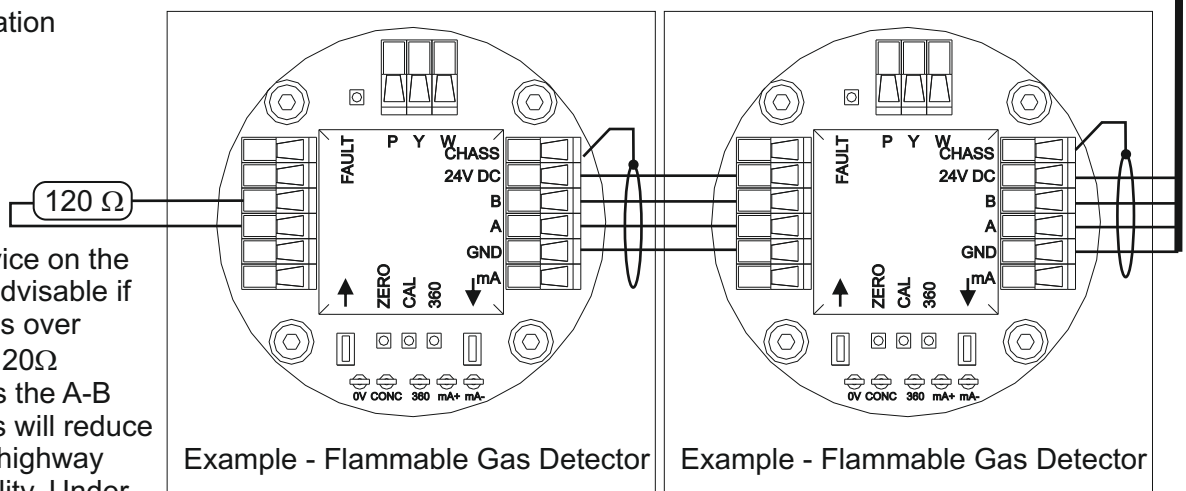 ation
120 Ω
vice on the
dvisable if
s over
20Ω
s the A-B
s will reduce
highway
lity. Under
FAULT
P Y W
CHASS
24V DC
B
A
GND
mA
ZERO
CAL
360
0V CONC 360 mA+ mA-
Example - Flammable Gas Detector
FAULT
P Y W
CHASS
24V DC
B
A
GND
mA
ZERO
CAL
360
0V CONC 360 mA+ mA-
Example - Flammable Gas Detector